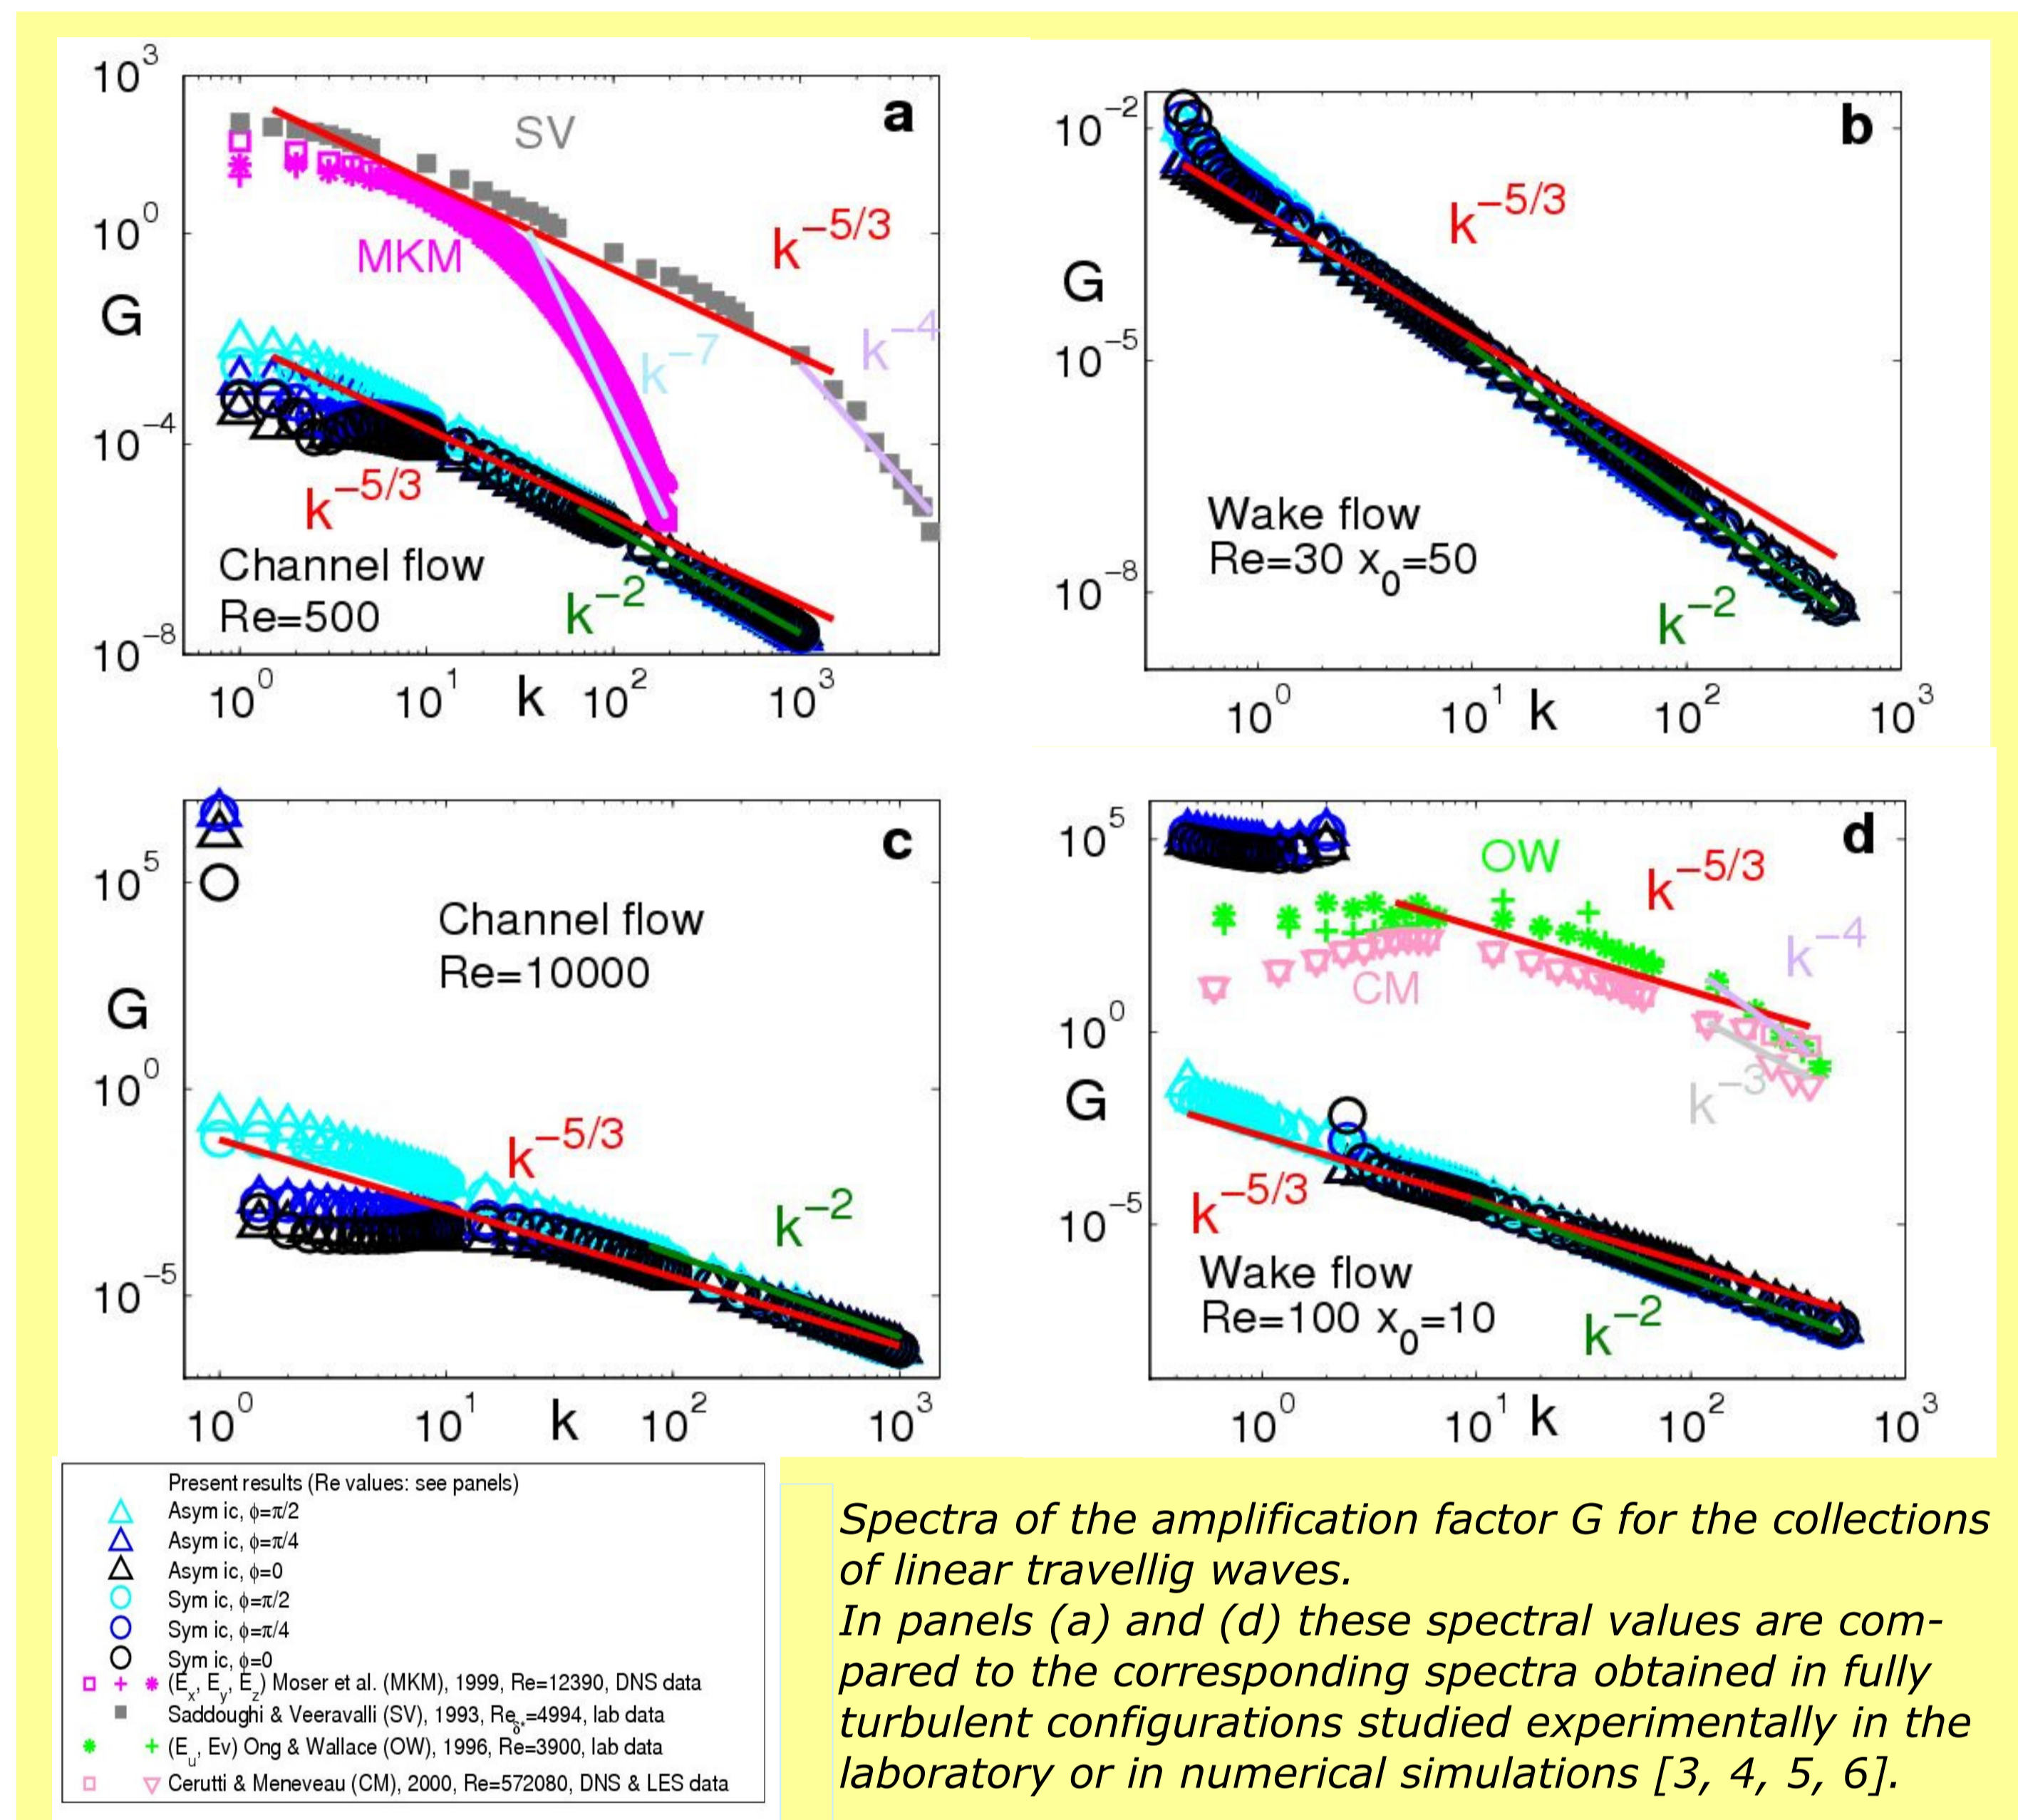 a
10^3
10^0
10^−4
10^−8
G
SV
MKM
k^−5/3
k^−7
k^−4
k^−5/3
k^−2
Channel flow
Re=500
10^0
10^1
k
10^2
10^3
b
10^−2
10^−5
10^−8
G
k^−5/3
Wake flow
Re=30 x_0=50
k^−2
10^0
10^1
k
10^2
10^3
c
10^5
10^0
10^−5
G
Channel flow
Re=10000
k^−5/3
k^−2
10^0
10^1
k
10^2
10^3
d
10^5
10^0
10^−5
G
OW
k^−5/3
k^−4
CM
k^−3
k^−5/3
Wake flow
Re=100 x_0=10
k^−2
10^0
10^1
k
10^2
10^3
Present results (Re values: see panels)
Asym ic, ϕ=π/2
Asym ic, ϕ=π/4
Asym ic, ϕ=0
Sym ic, ϕ=π/2
Sym ic, ϕ=π/4
Sym ic, ϕ=0
(E_x, E_y, E_z) Moser et al. (MKM), 1999, Re=12390, DNS data
Saddoughi & Veeravalli (SV), 1993, Re_δ*=4994, lab data
(E_u, Ev) Ong & Wallace (OW), 1996, Re=3900, lab data
Cerutti & Meneveau (CM), 2000, Re=572080, DNS & LES data
Spectra of the amplification factor G for the collections
of linear travellig waves.
In panels (a) and (d) these spectral values are com-
pared to the corresponding spectra obtained in fully
turbulent configurations studied experimentally in the
laboratory or in numerical simulations [3, 4, 5, 6].